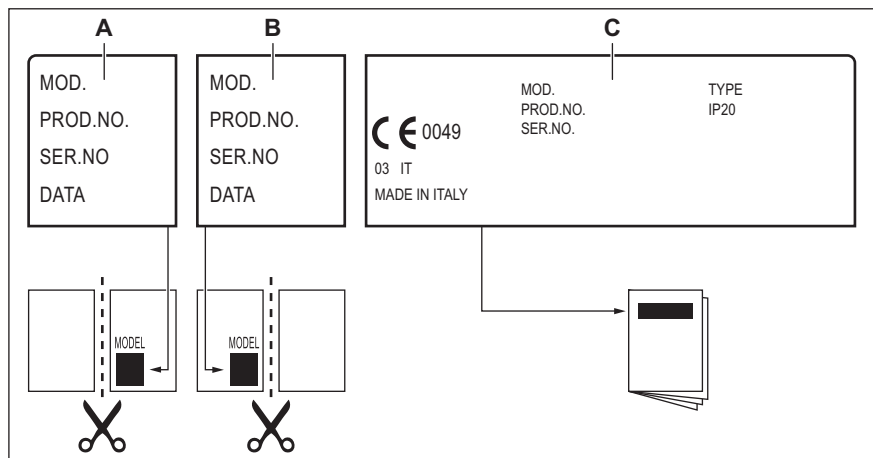 A
B
C
MOD.
PROD.NO.
SER.NO
DATA
MOD.
PROD.NO.
SER.NO
DATA
MOD.
PROD.NO.
SER.NO.
TYPE
IP20
CE 0049
03 IT
MADE IN ITALY
MODEL
MODEL